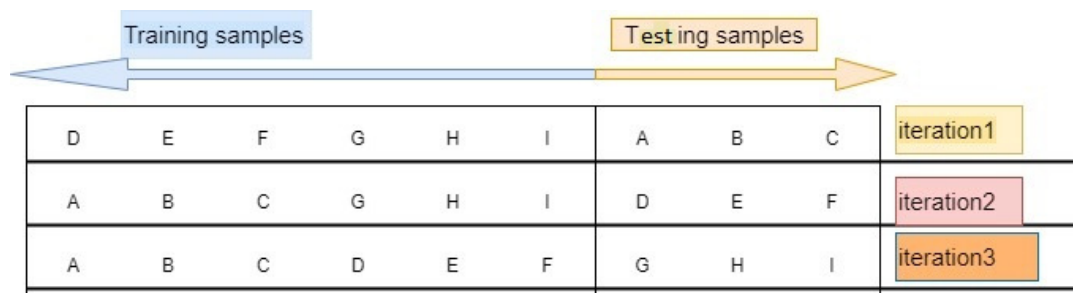 Training samples
Test ing samples
D E F G H I A B C iteration1
A B C G H I D E F iteration2
A B C D E F G H I iteration3